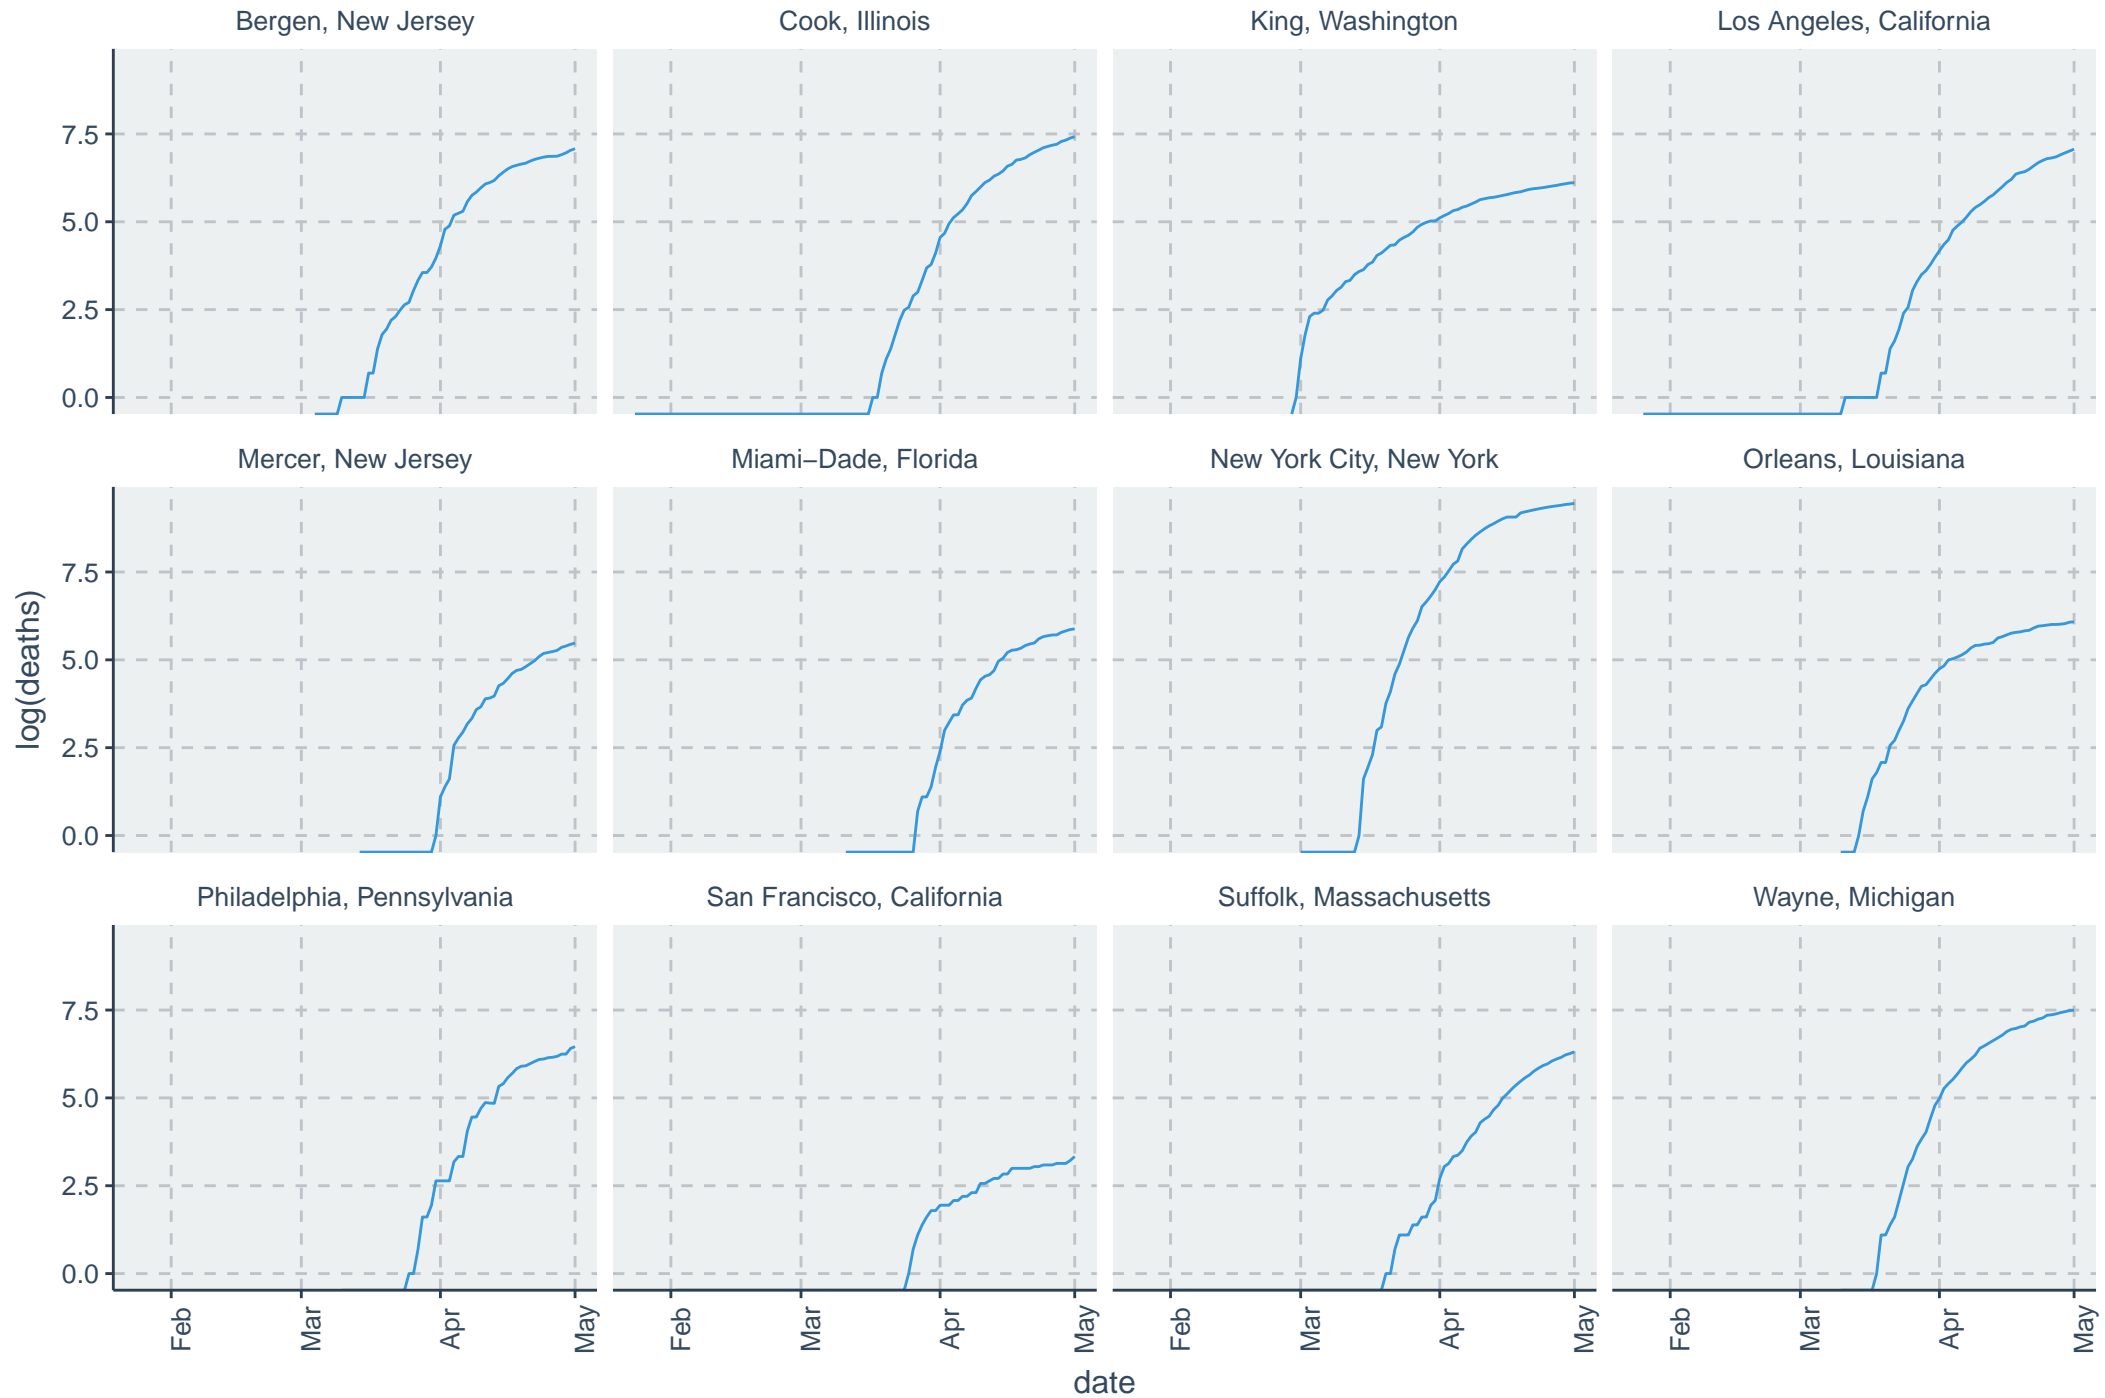 Bergen, New Jersey
Cook, Illinois
King, Washington
Los Angeles, California
7.5
5.0
2.5
0.0
Mercer, New Jersey
Miami−Dade, Florida
New York City, New York
Orleans, Louisiana
7.5
5.0
2.5
0.0
log(deaths)
Philadelphia, Pennsylvania
San Francisco, California
Suffolk, Massachusetts
Wayne, Michigan
7.5
5.0
2.5
0.0
Feb
Mar
Apr
May
Feb
Mar
Apr
May
Feb
Mar
Apr
May
Feb
Mar
Apr
May
date